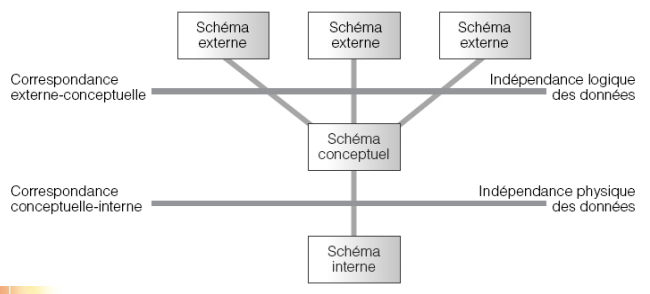 Schéma
externe
Schéma
externe
Schéma
externe
Correspondance
externe-conceptuelle
Indépendance logique
des données
Schéma
conceptuel
Correspondance
conceptuelle-interne
Indépendance physique
des données
Schéma
interne